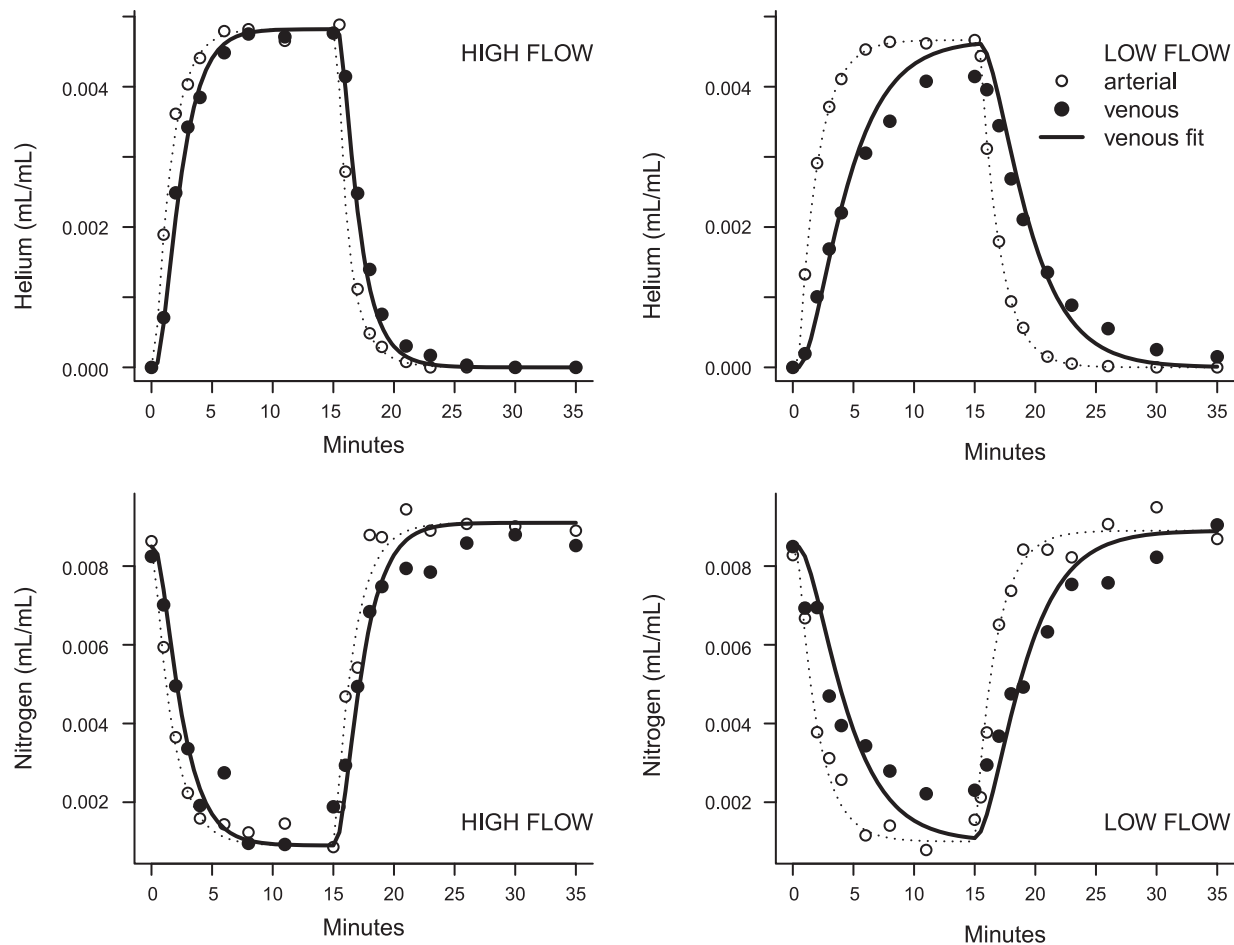 HIGH FLOW
Helium (mL/mL)
0.004
0.002
0.000
0 5 10 15 20 25 30 35
Minutes
LOW FLOW
arterial
venous
venous fit
Helium (mL/mL)
0.004
0.002
0.000
0 5 10 15 20 25 30 35
Minutes
Nitrogen (mL/mL)
0.008
0.006
0.004
0.002
HIGH FLOW
0 5 10 15 20 25 30 35
Minutes
Nitrogen (mL/mL)
0.008
0.006
0.004
0.002
LOW FLOW
0 5 10 15 20 25 30 35
Minutes